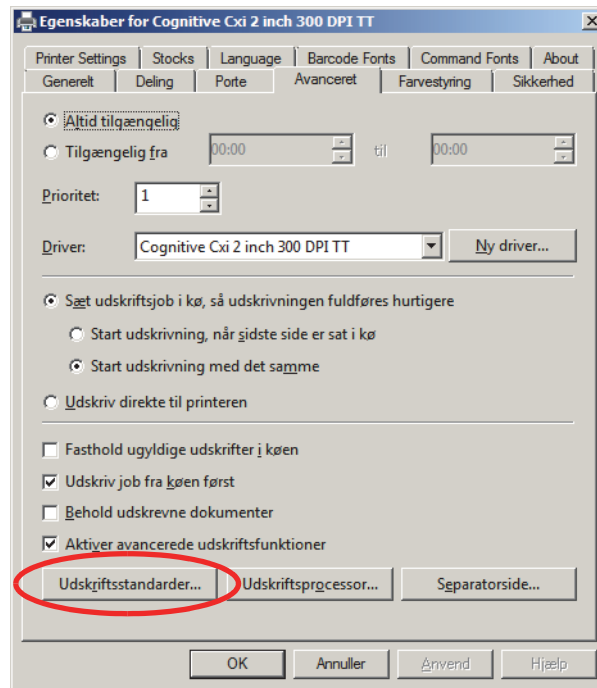 Egenskaber for Cognitive Cxi 2 inch 300 DPI TT
Printer Settings Stocks Language Barcode Fonts Command Fonts About
Generelt Deling Porte Avanceret Farvestyring Sikkerhed
Altid tilgængelig
Tilgængelig fra 00:00 til 00:00
Prioritet: 1
Driver: Cognitive Cxi 2 inch 300 DPI TT Ny driver...
Sæt udskriftsjob i kø, så udskrivningen fuldføres hurtigere
Start udskrivning, når sidste side er sat i kø
Start udskrivning med det samme
Udskriv direkte til printeren
Fasthold ugyldige udskrifter i køen
Udskriv job fra køen først
Behold udskrevne dokumenter
Aktiver avancerede udskriftsfunktioner
Udskriftsstandarder... Udskriftsprocessor... Separatorside...
OK Annuller Anvend Hjælp